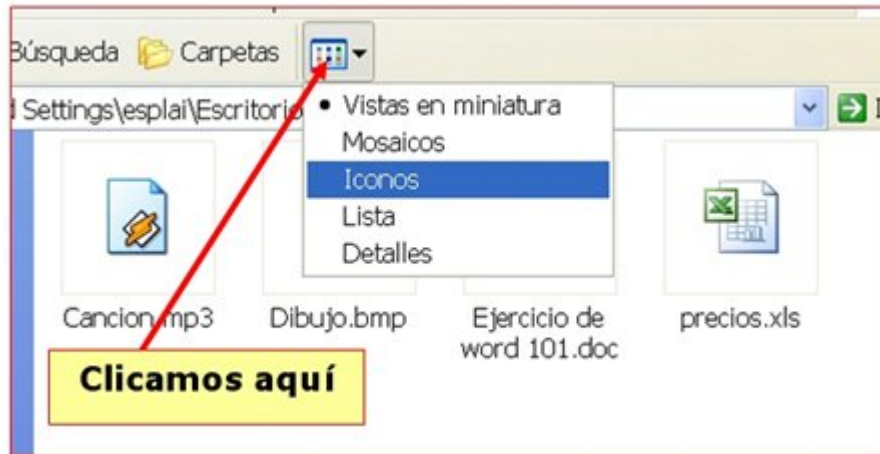 Búsqueda Carpetas
Settings\esplai\Escritorio
Vistas en miniatura
Mosaicos
Iconos
Lista
Detalles
Cancion.mp3 Dibujo.bmp Ejercicio de precios.xls
word 101.doc
Clicamos aquí